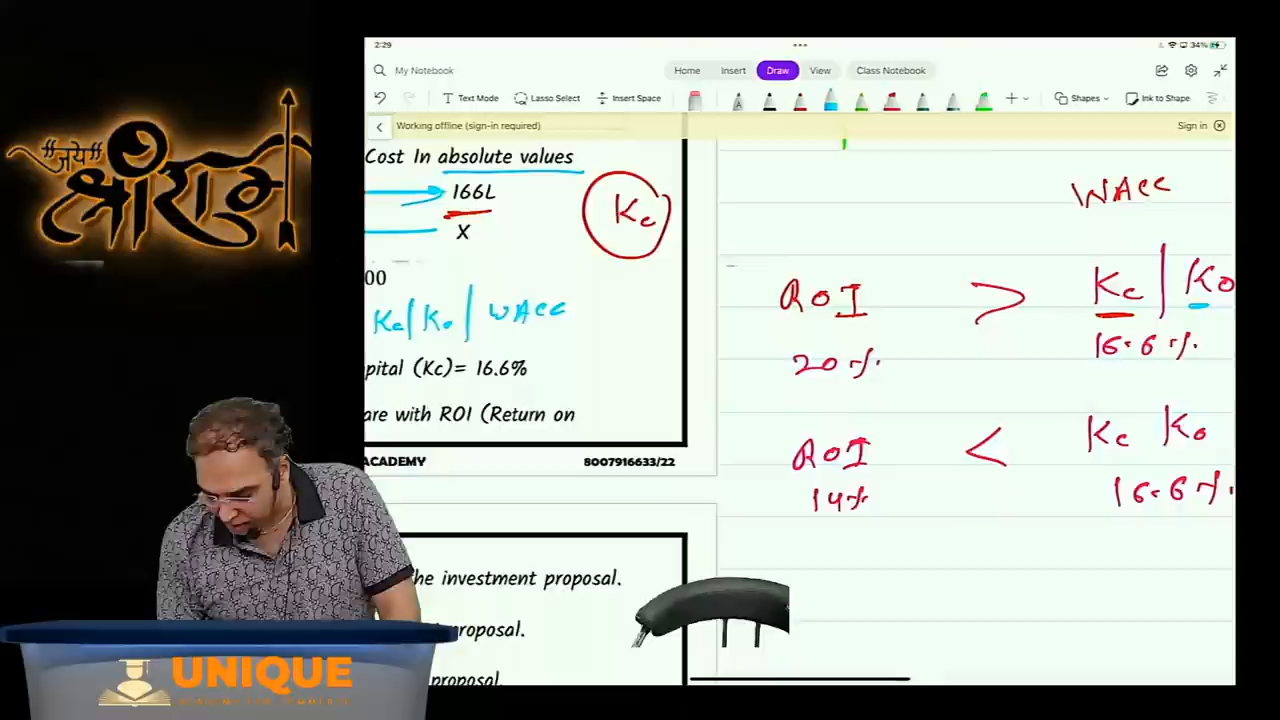 जय
श्री राम
2:29
34%
My Notebook
Home Insert Draw View Class Notebook
Text Mode Lasso Select Insert Space Shapes Ink to Shape
Working offline (sign-in required) Sign in
Cost In absolute values
166L
X
Kc
00
Kc | Ko | WACC
pital (Kc)= 16.6%
are with ROI (Return on
ACADEMY 8007916633/22
he investment proposal.
proposal.
proposal.
WACC
ROI > Kc | Ko
20%. 16.6%.
ROI < Kc Ko
14% 16.6%.
UNIQUE